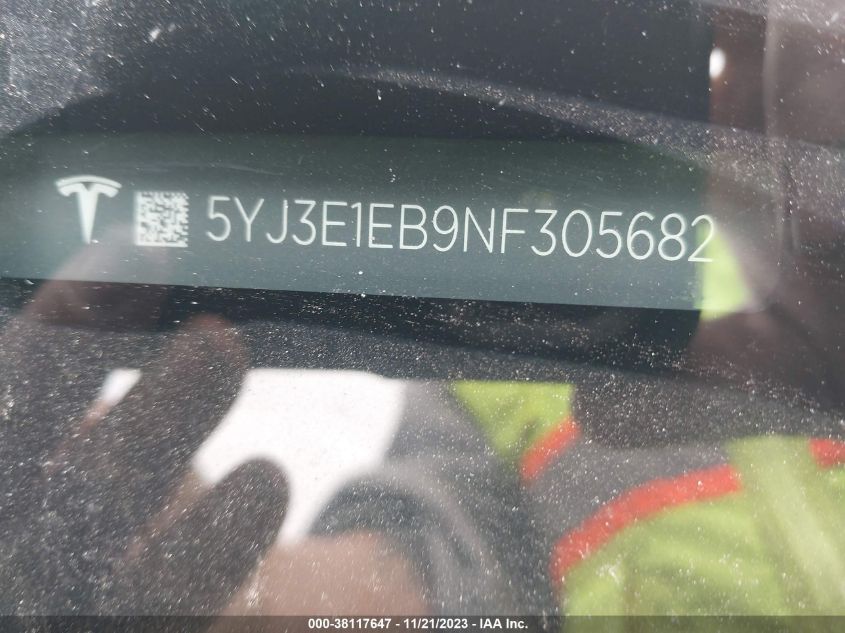 5YJ3E1EB9NF305682
000-38117647 - 11/21/2023 - IAA Inc.